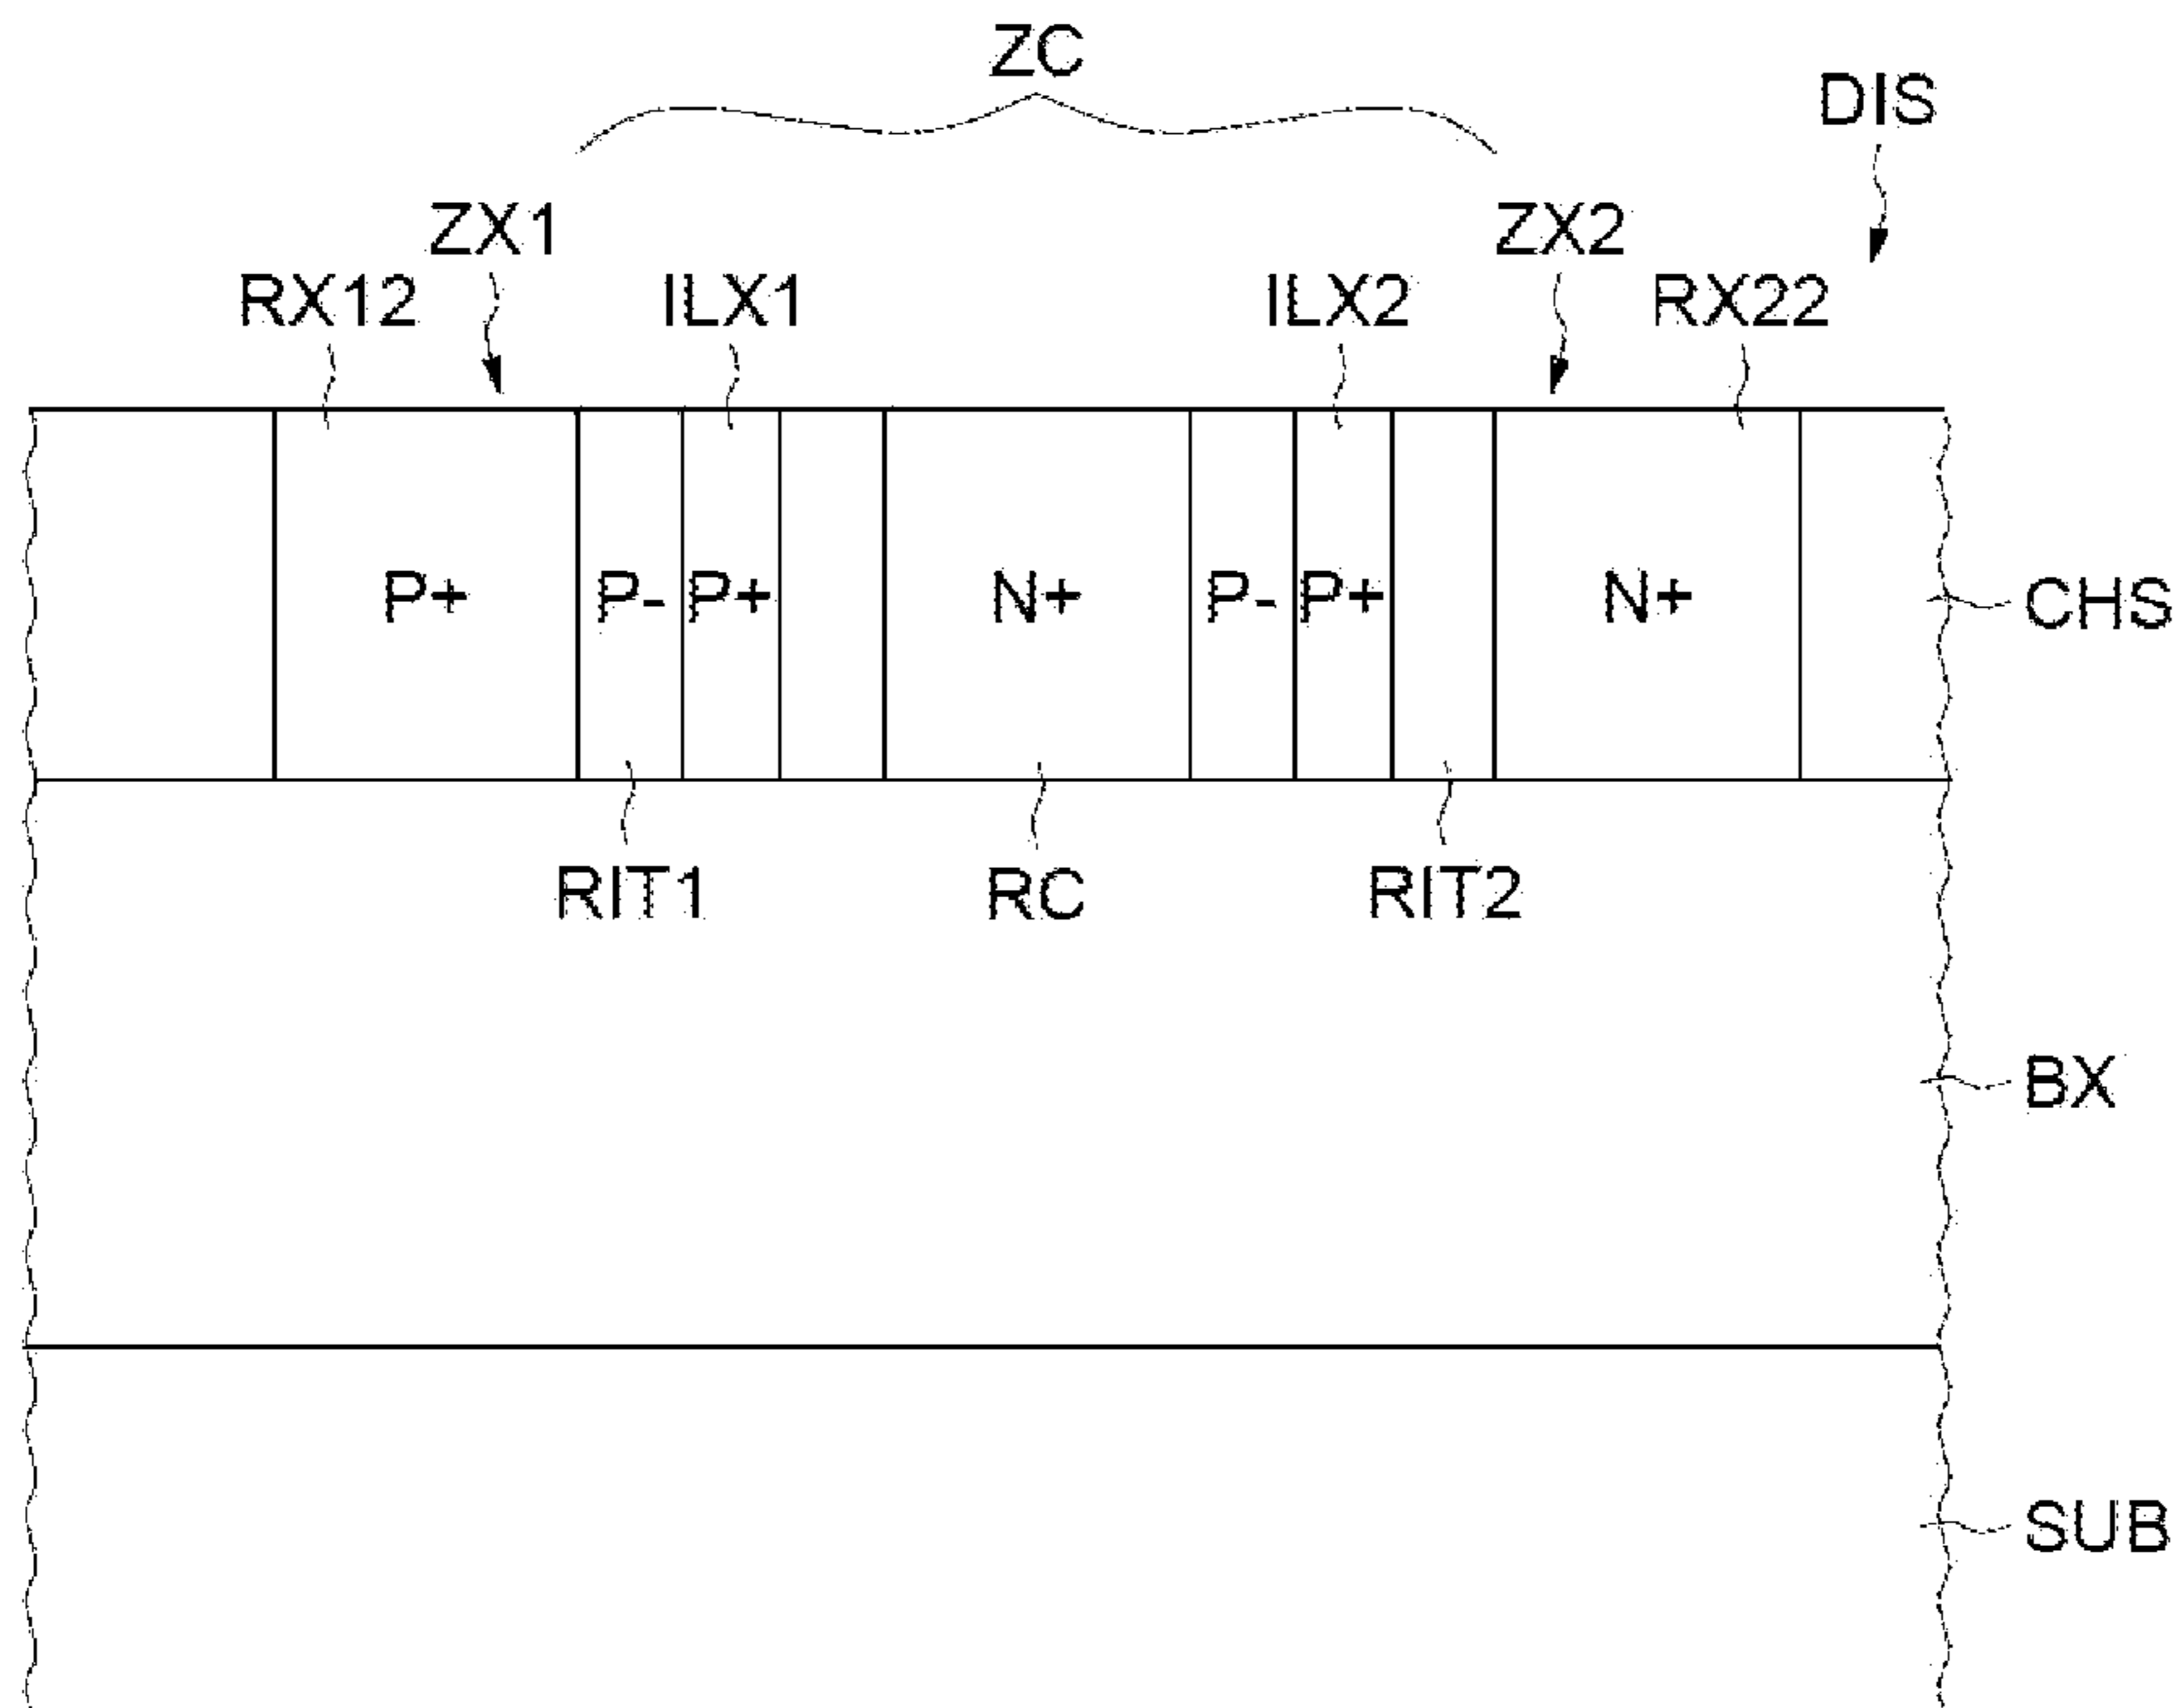 ZC
DIS
ZX1 ZX2
RX12 ILX1 ILX2 RX22
P+ P- P+ N+ P- P+ N+ CHS
RIT1 RC RIT2
BX
SUB